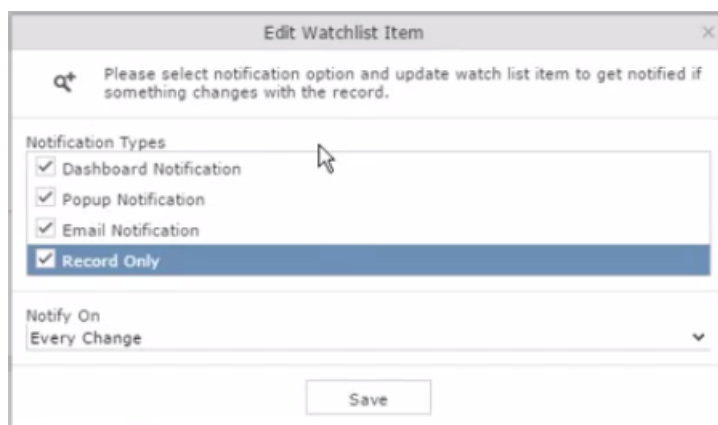 Edit Watchlist Item
Please select notification option and update watch list item to get notified if
something changes with the record.
Notification Types
Dashboard Notification
Popup Notification
Email Notification
Record Only
Notify On
Every Change
Save